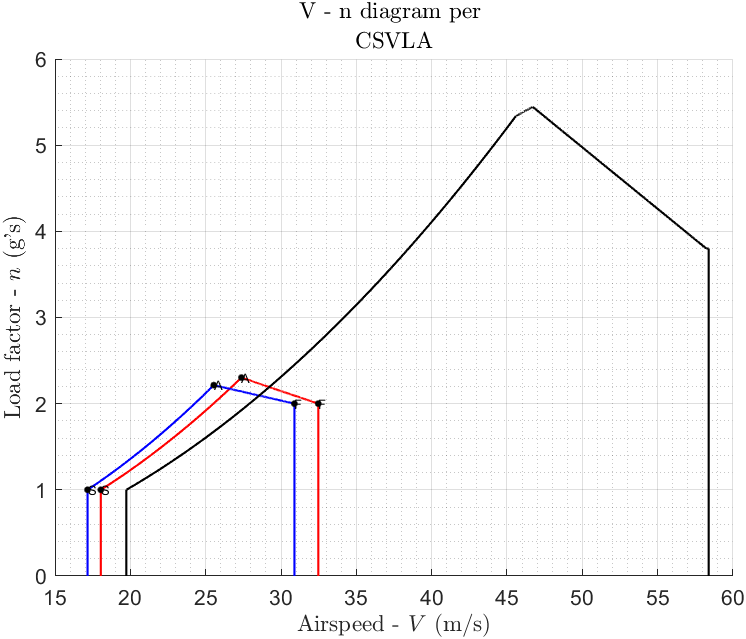 V - n diagram per
CSVLA
Load factor - n (g's)
6
5
4
3
2
1
0
A
A
F
F
S
S
15 20 25 30 35 40 45 50 55 60
Airspeed - V (m/s)